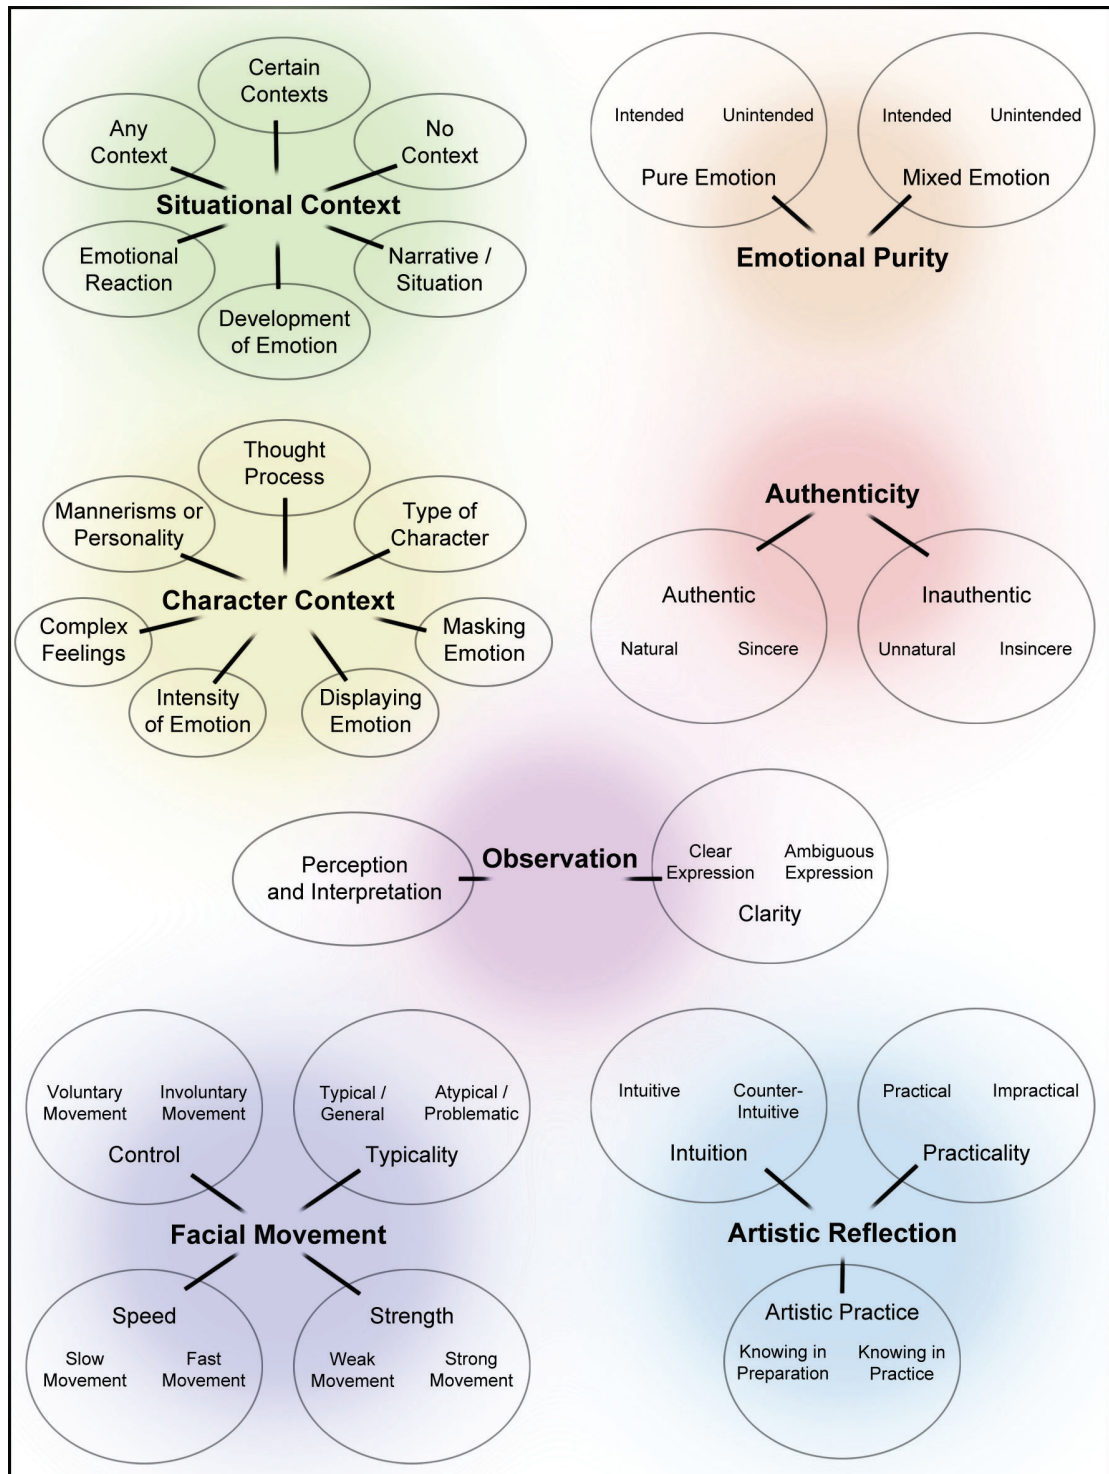 Certain
Contexts
Any
Context
No
Context
Situational Context
Emotional
Reaction
Narrative /
Situation
Development
of Emotion
Intended
Unintended
Pure Emotion
Intended
Unintended
Mixed Emotion
Emotional Purity
Thought
Process
Mannerisms or
Personality
Type of
Character
Character Context
Complex
Feelings
Masking
Emotion
Intensity
of Emotion
Displaying
Emotion
Authenticity
Authentic
Natural
Sincere
Inauthentic
Unnatural
Insincere
Perception
and Interpretation
Observation
Clear
Expression
Ambiguous
Expression
Clarity
Voluntary
Movement
Involuntary
Movement
Control
Typical /
General
Atypical /
Problematic
Typicality
Facial Movement
Speed
Slow
Movement
Fast
Movement
Strength
Weak
Movement
Strong
Movement
Intuitive
Counter-
Intuitive
Intuition
Practical
Impractical
Practicality
Artistic Reflection
Artistic Practice
Knowing in
Preparation
Knowing in
Practice